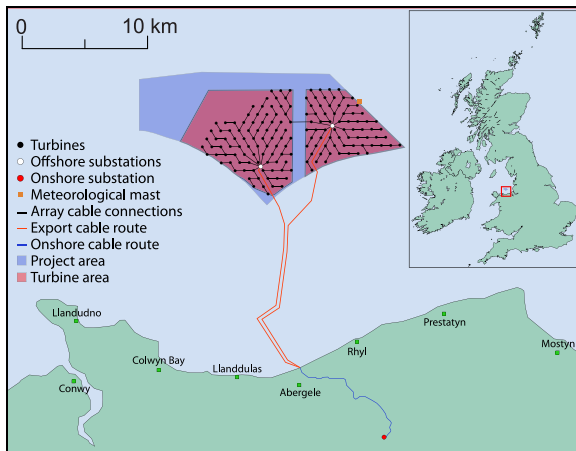 0 10 km
Turbines
Offshore substations
Onshore substation
Meteorological mast
Array cable connections
Export cable route
Onshore cable route
Project area
Turbine area
Llandudno
Prestatyn
Rhyl
Mostyn
Colwyn Bay
Llanddulas
Conwy
Abergele